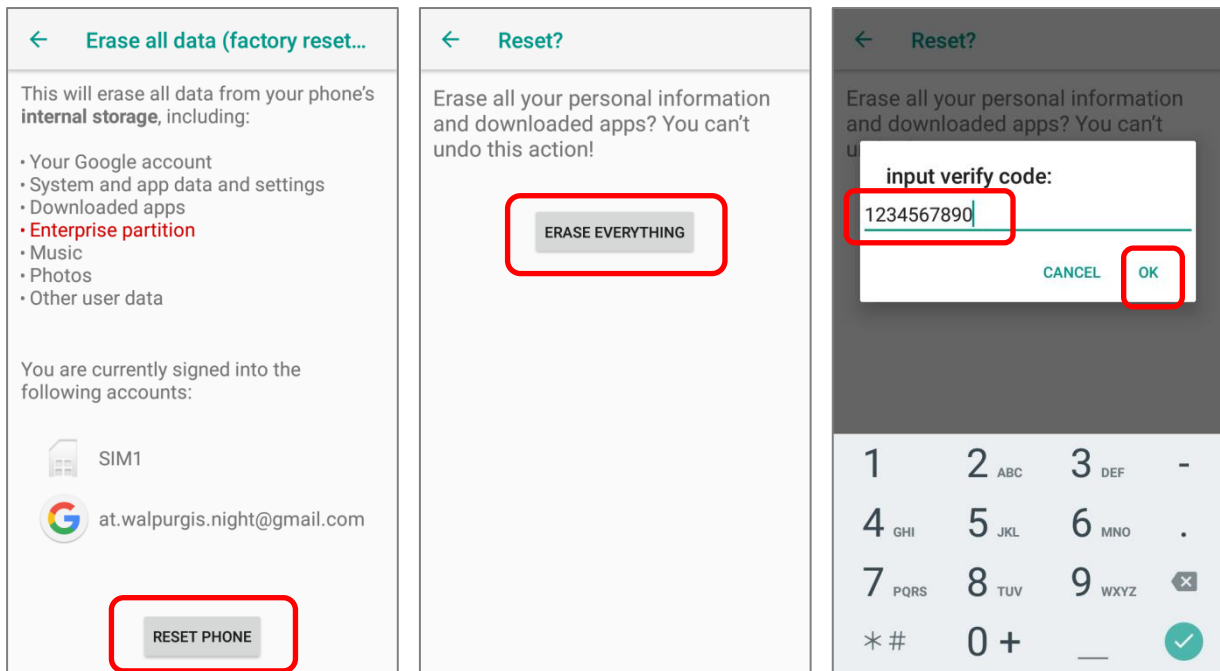 Erase all data (factory reset...
This will erase all data from your phone's
internal storage, including:
• Your Google account
• System and app data and settings
• Downloaded apps
• Enterprise partition
• Music
• Photos
• Other user data
You are currently signed into the
following accounts:
SIM1
G at.walpurgis.night@gmail.com
RESET PHONE
Reset?
Erase all your personal information
and downloaded apps? You can't
undo this action!
ERASE EVERYTHING
Reset?
Erase all your personal information
and downloaded apps? You can't
u
input verify code:
1234567890
CANCEL OK
1 2 ABC 3 DEF -
4 GHI 5 JKL 6 MNO .
7 PQRS 8 TUV 9 WXYZ
*# 0 + _